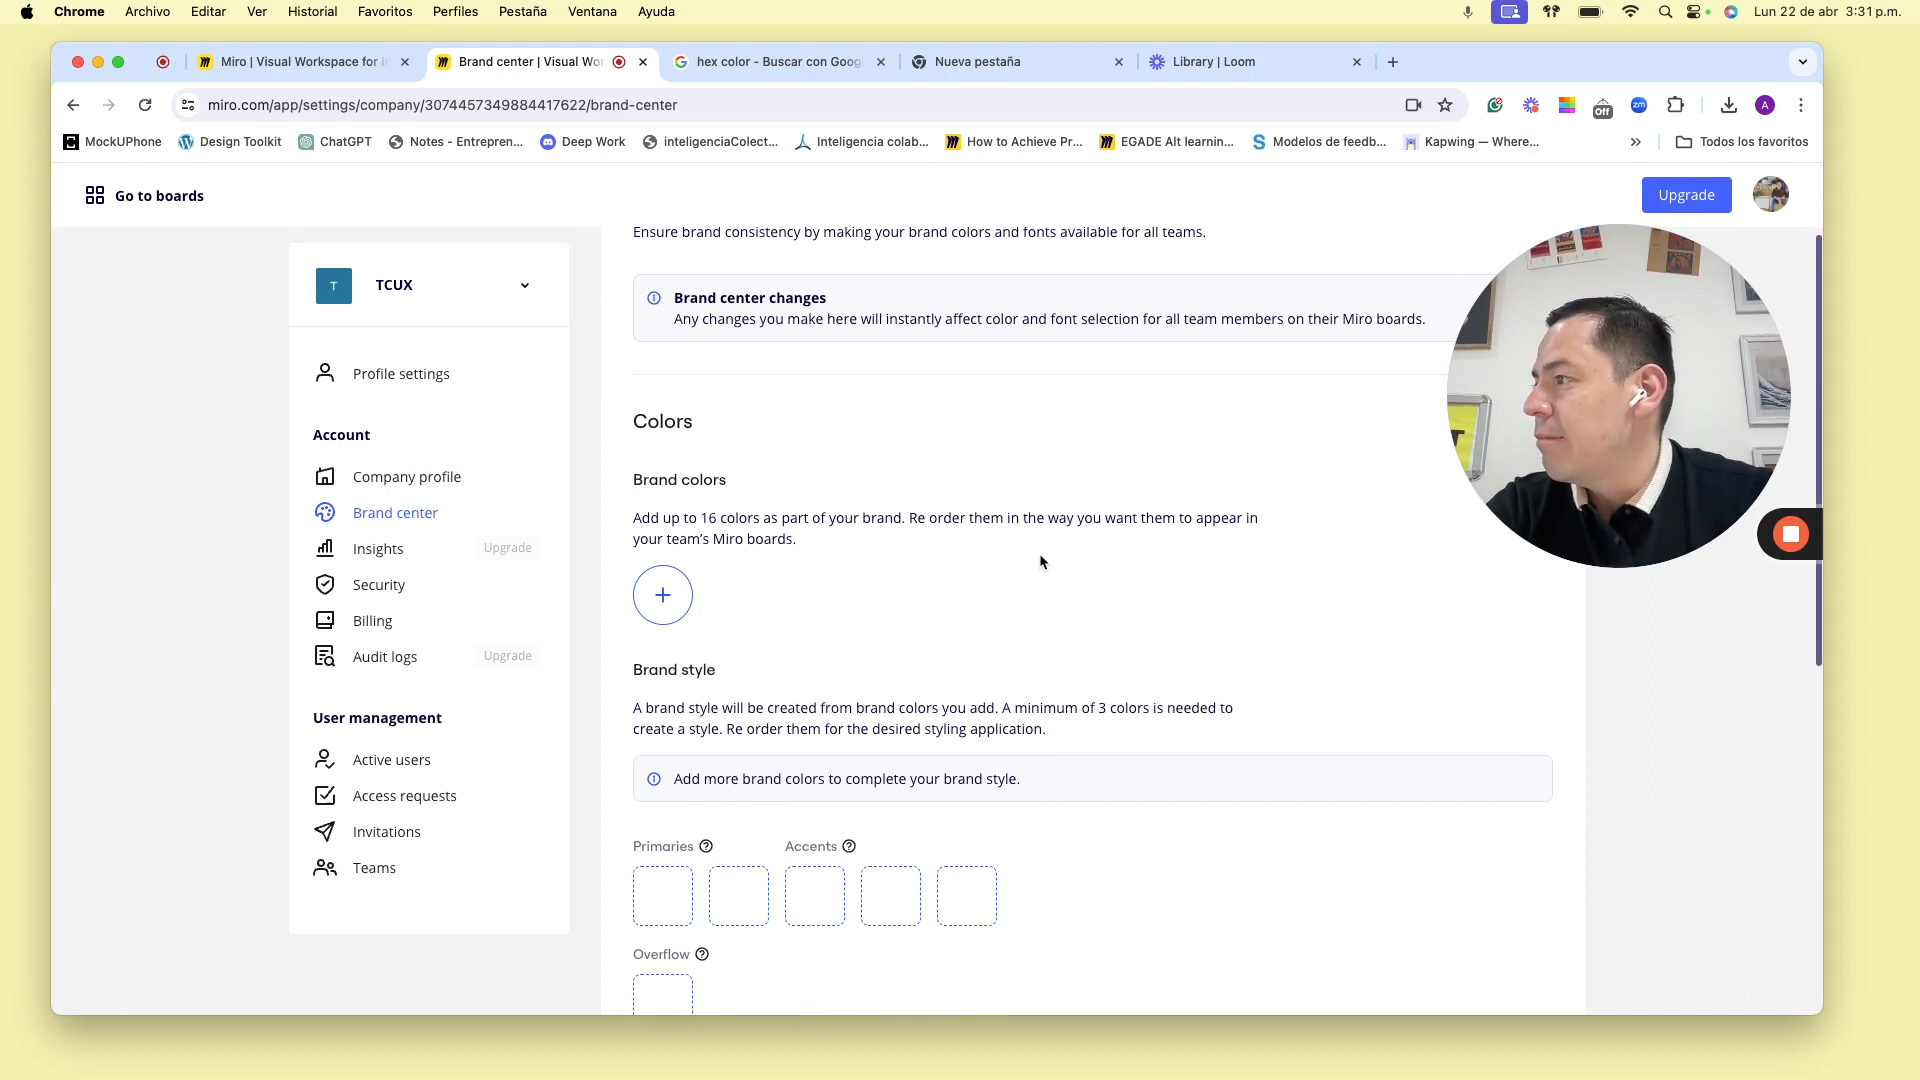 Chrome Archivo Editar Ver Historial Favoritos Perfiles Pestaña Ventana Ayuda Lun 22 de abr 3:31 p.m.
Miro | Visual Workspace for I Brand center | Visual Wor hex color - Buscar con Googl Nueva pestaña Library | Loom
miro.com/app/settings/company/3074457349884417622/brand-center Off zm A
MockUPhone Design Toolkit ChatGPT Notes - Entrepren... Deep Work inteligenciaColect... Inteligencia colab... How to Achieve Pr... EGADE Alt learnin... Modelos de feedb... Kapwing — Where... Todos los favoritos
Go to boards Upgrade
T TCUX
Profile settings
Account
Company profile
Brand center
Insights Upgrade
Security
Billing
Audit logs Upgrade
User management
Active users
Access requests
Invitations
Teams
Ensure brand consistency by making your brand colors and fonts available for all teams.
Brand center changes
Any changes you make here will instantly affect color and font selection for all team members on their Miro boards.
Colors
Brand colors
Add up to 16 colors as part of your brand. Re order them in the way you want them to appear in
your team’s Miro boards.
Brand style
A brand style will be created from brand colors you add. A minimum of 3 colors is needed to
create a style. Re order them for the desired styling application.
Add more brand colors to complete your brand style.
Primaries Accents
Overflow